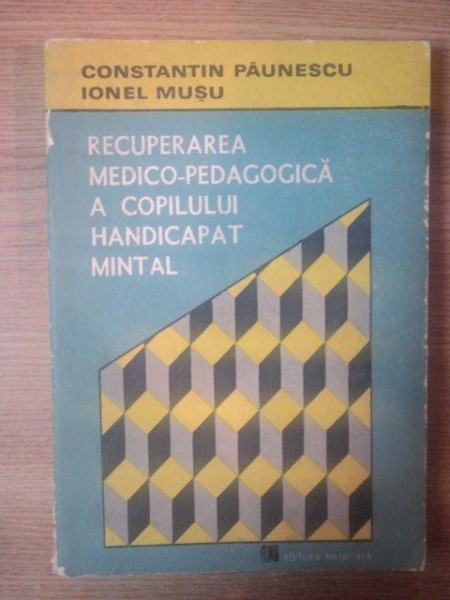 CONSTANTIN PĂUNESCU
IONEL MUȘU
RECUPERAREA
MEDICO-PEDAGOGICĂ
A COPILULUI
HANDICAPAT
MINTAL
EDITURA MEDICALĂ